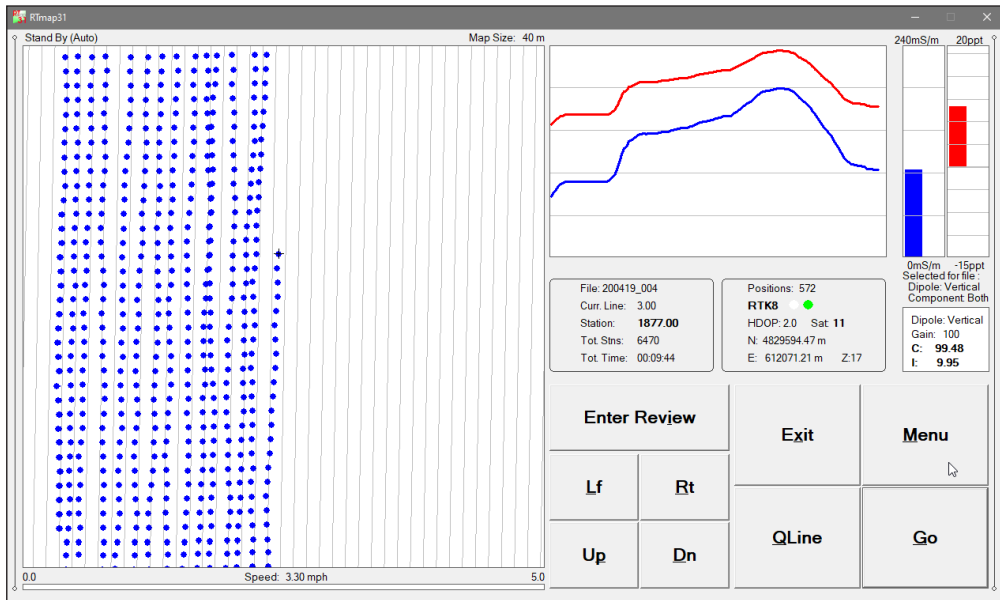 RTmap31
Stand By (Auto)
Map Size: 40 m
240mS/m 20ppt
0mS/m -15ppt
Selected for file :
Dipole: Vertical
Component: Both
File: 200419_004
Curr. Line: 3.00
Station: 1877.00
Tot. Stns: 6470
Tot. Time: 00:09:44
Positions: 572
RTK8
HDOP: 2.0 Sat: 11
N: 4829594.47 m
E: 612071.21 m Z:17
Dipole: Vertical
Gain: 100
C: 99.48
I: 9.95
Enter Review
Exit
Menu
Lf
Rt
Up
Dn
QLine
Go
0.0
Speed: 3.30 mph
5.0